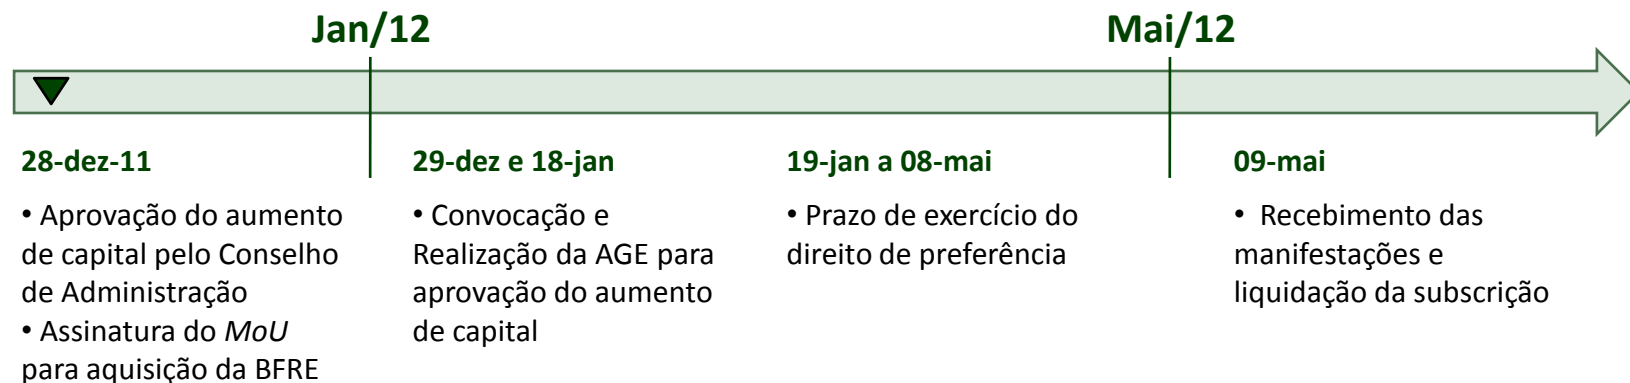 Jan/12
Mai/12
28-dez-11
• Aprovação do aumento
de capital pelo Conselho
de Administração
• Assinatura do MoU
para aquisição da BFRE
29-dez e 18-jan
• Convocação e
Realização da AGE para
aprovação do aumento
de capital
19-jan a 08-mai
• Prazo de exercício do
direito de preferência
09-mai
• Recebimento das
manifestações e
liquidação da subscrição